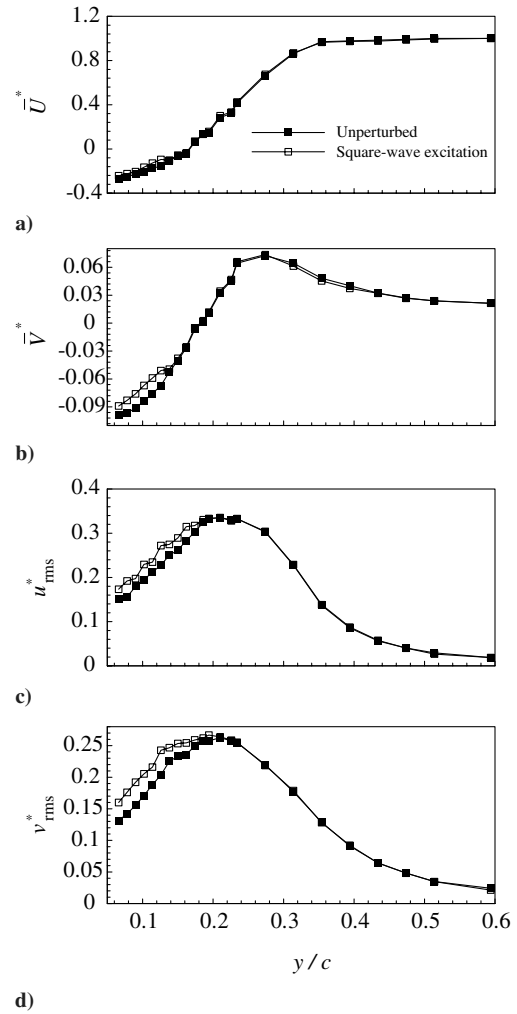 1.2
0.8
0.4
0
-0.4
U̅*
Unperturbed
Square-wave excitation
a)
0.06
0.03
0
-0.03
-0.06
-0.09
V̅*
b)
0.4
0.3
0.2
0.1
0
u*rms
c)
0.25
0.2
0.15
0.1
0.05
0
v*rms
0.1 0.2 0.3 0.4 0.5 0.6
y / c
d)